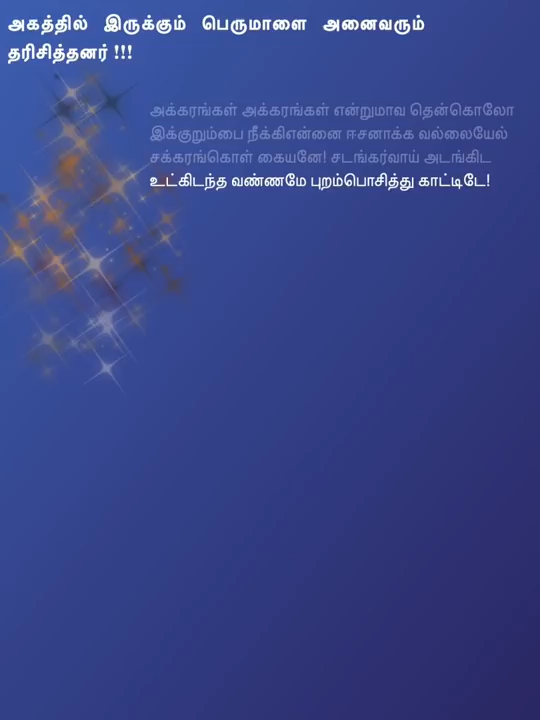 அகத்தில் இருக்கும் பெருமாளை அனைவரும்
தரிசித்தனர் !!!
அக்கரங்கள் அக்கரங்கள் என்றுமாவ தென்கொலோ
இக்குறும்பை நீக்கிஎன்னை ஈசனாக்க வல்லையேல்
சக்கரங்கொள் கையனே! சடங்கர்வாய் அடங்கிட
உட்கிடந்த வண்ணமே புறம்பொசித்து காட்டிடே!